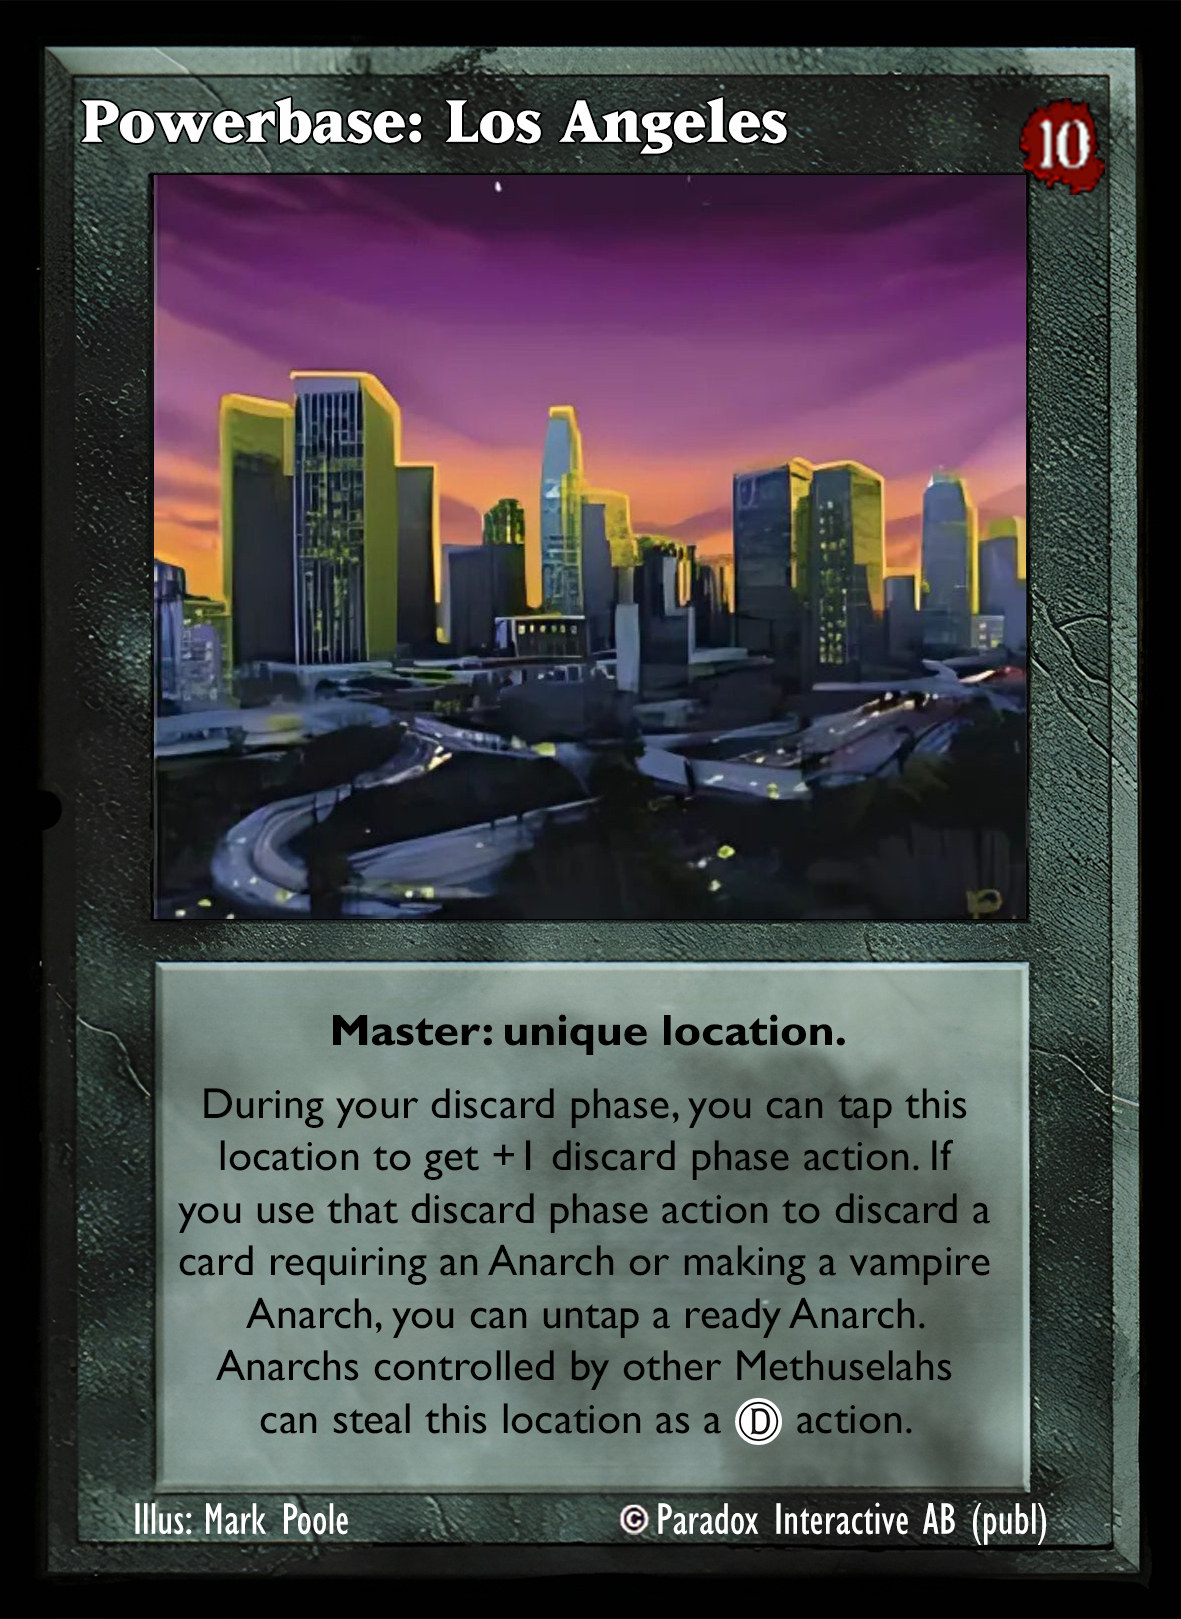 Powerbase: Los Angeles
10
Master: unique location.
During your discard phase, you can tap this
location to get +1 discard phase action. If
you use that discard phase action to discard a
card requiring an Anarch or making a vampire
Anarch, you can untap a ready Anarch.
Anarchs controlled by other Methuselahs
can steal this location as a Ⓓ action.
Illus: Mark Poole
© Paradox Interactive AB (publ)